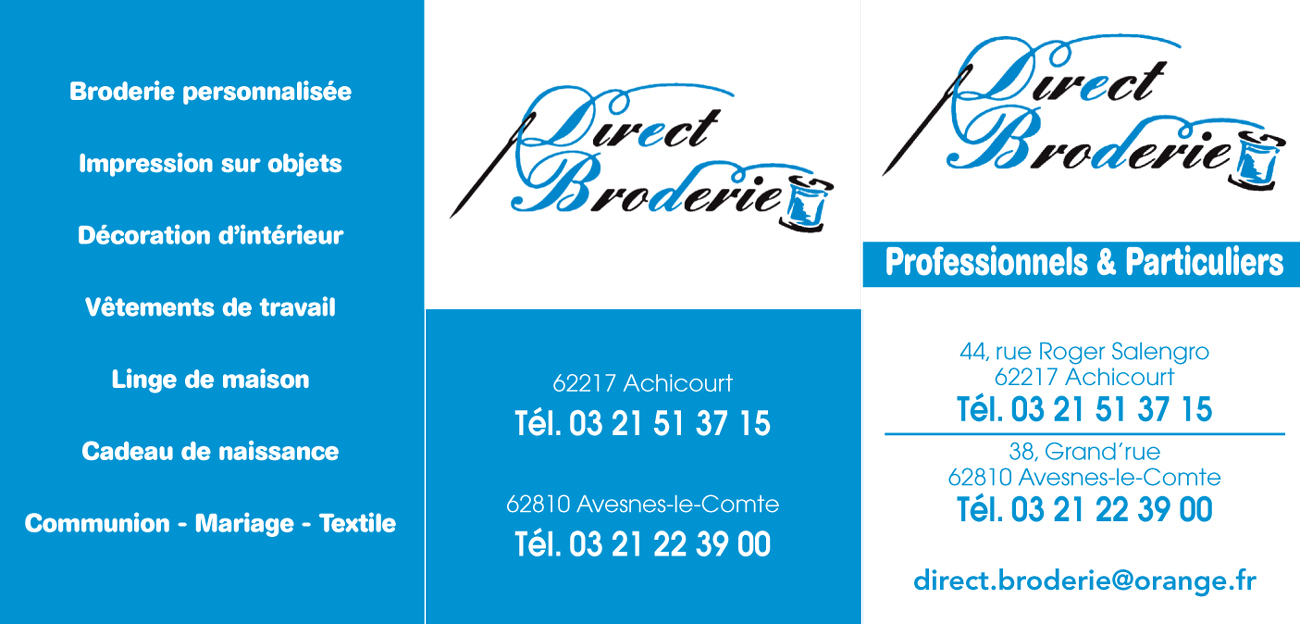 Broderie personnalisée
Impression sur objets
Décoration d'intérieur
Vêtements de travail
Linge de maison
Cadeau de naissance
Communion - Mariage - Textile
Direct
Broderie
62217 Achicourt
Tél. 03 21 51 37 15
62810 Avesnes-le-Comte
Tél. 03 21 22 39 00
Direct
Broderie
Professionnels & Particuliers
44, rue Roger Salengro
62217 Achicourt
Tél. 03 21 51 37 15
38, Grand'rue
62810 Avesnes-le-Comte
Tél. 03 21 22 39 00
direct.broderie@orange.fr